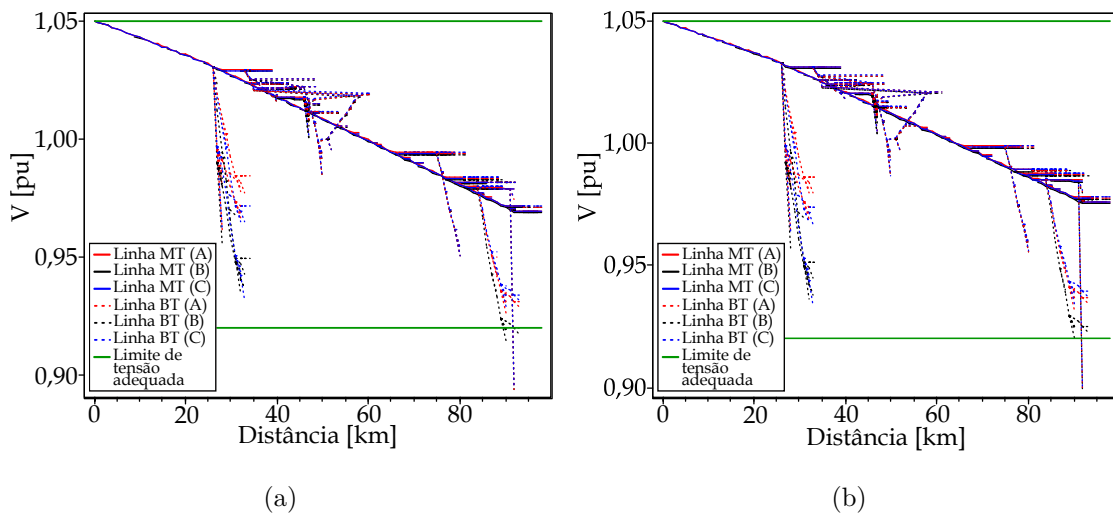 1,05
1,00
0,95
0,90
V [pu]
Linha MT (A)
Linha MT (B)
Linha MT (C)
Linha BT (A)
Linha BT (B)
Linha BT (C)
Limite de
tensão
adequada
0 20 40 60 80
Distância [km]
(a)
1,05
1,00
0,95
0,90
V [pu]
Linha MT (A)
Linha MT (B)
Linha MT (C)
Linha BT (A)
Linha BT (B)
Linha BT (C)
Limite de
tensão
adequada
0 20 40 60 80
Distância [km]
(b)